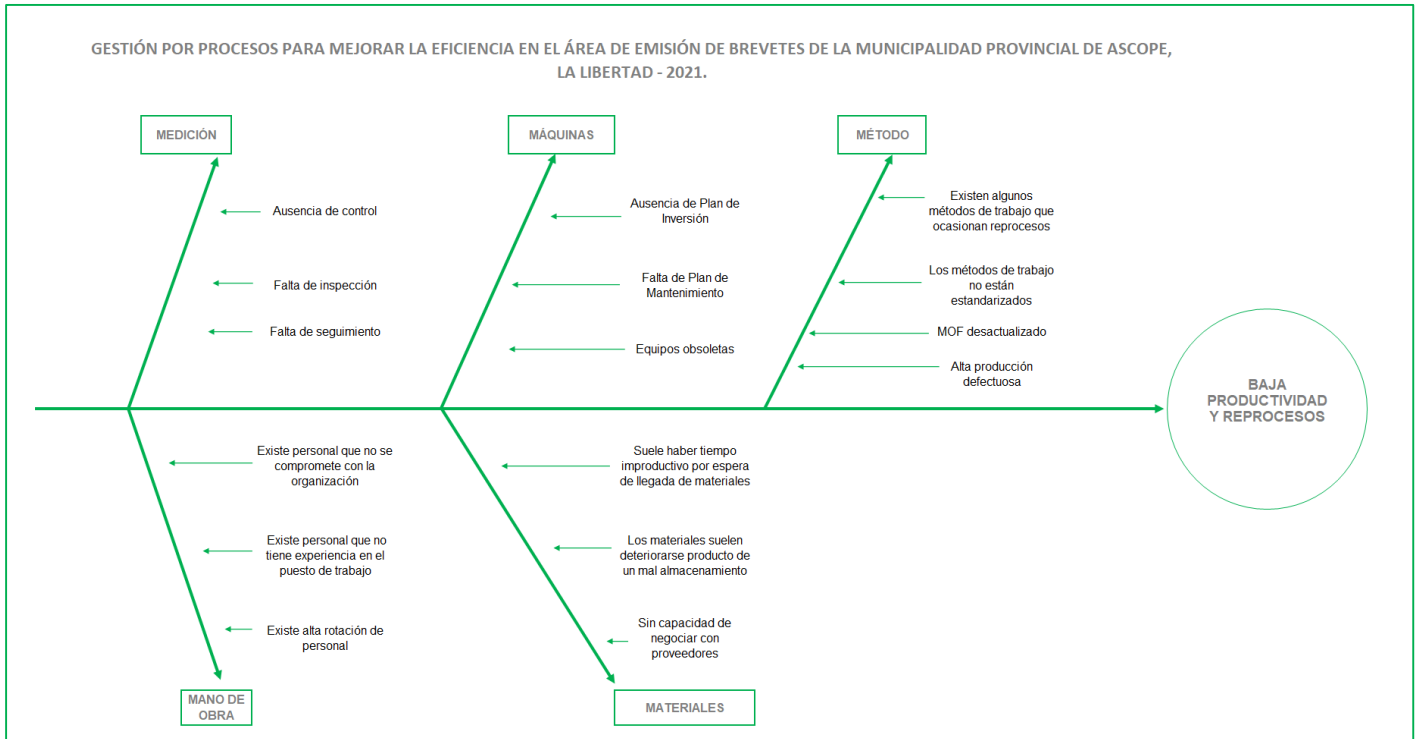 GESTIÓN POR PROCESOS PARA MEJORAR LA EFICIENCIA EN EL ÁREA DE EMISIÓN DE BREVETES DE LA MUNICIPALIDAD PROVINCIAL DE ASCOPE,
LA LIBERTAD - 2021.
MEDICIÓN
Ausencia de control
Falta de inspección
Falta de seguimiento
MÁQUINAS
Ausencia de Plan de
Inversión
Falta de Plan de
Mantenimiento
Equipos obsoletas
MÉTODO
Existen algunos
métodos de trabajo que
ocasionan reprocesos
Los métodos de trabajo
no están
estandarizados
MOF desactualizado
Alta producción
defectuosa
BAJA
PRODUCTIVIDAD
Y REPROCESOS
Existe personal que no se
compromete con la
organización
Existe personal que no
tiene experiencia en el
puesto de trabajo
Existe alta rotación de
personal
MANO DE
OBRA
Suele haber tiempo
improductivo por espera
de llegada de materiales
Los materiales suelen
deteriorarse producto de
un mal almacenamiento
Sin capacidad de
negociar con
proveedores
MATERIALES